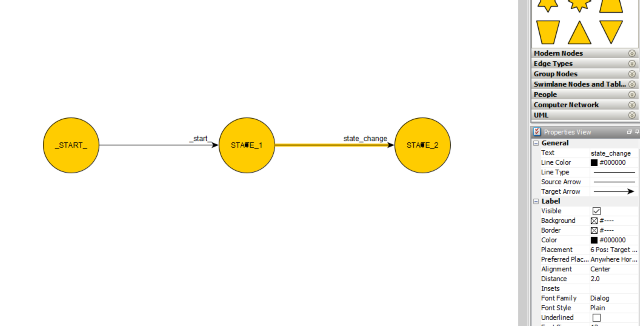 Modern Nodes
Edge Types
Group Nodes
Swimlane Nodes and Tabl...
People
Computer Network
UML
_START_
_start_
STATE_1
state_change
STATE_2
Properties View
General
Text state_change
Line Color #000000
Line Type
Source Arrow
Target Arrow
Label
Visible
Background #----
Border #----
Color #000000
Placement 6 Pos: Target ...
Preferred Plac... Anywhere Hor...
Alignment Center
Distance 2.0
Insets
Font Family Dialog
Font Style Plain
Underlined